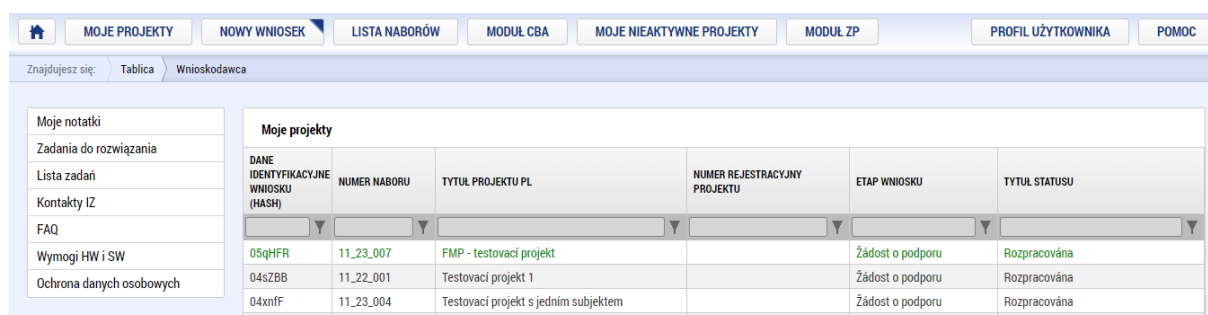 MOJE PROJEKTY NOWY WNIOSEK LISTA NABORÓW MODUŁ CBA MOJE NIEAKTYWNE PROJEKTY MODUŁ ZP PROFIL UŻYTKOWNIKA POMOC
Znajdujesz się: Tablica Wnioskodawca
Moje notatki
Zadania do rozwiązania
Lista zadań
Kontakty IZ
FAQ
Wymogi HW i SW
Ochrona danych osobowych
Moje projekty
DANE
IDENTYFIKACYJNE
WNIOSKU
(HASH)
NUMER NABORU
TYTUŁ PROJEKTU PL
NUMER REJESTRACYJNY
PROJEKTU
ETAP WNIOSKU
TYTUŁ STATUSU
05qHFR 11_23_007 FMP - testovací projekt Žádost o podporu Rozpracována
04sZBB 11_22_001 Testovací projekt 1 Žádost o podporu Rozpracována
04xnfF 11_23_004 Testovací projekt s jedním subjektem Žádost o podporu Rozpracována